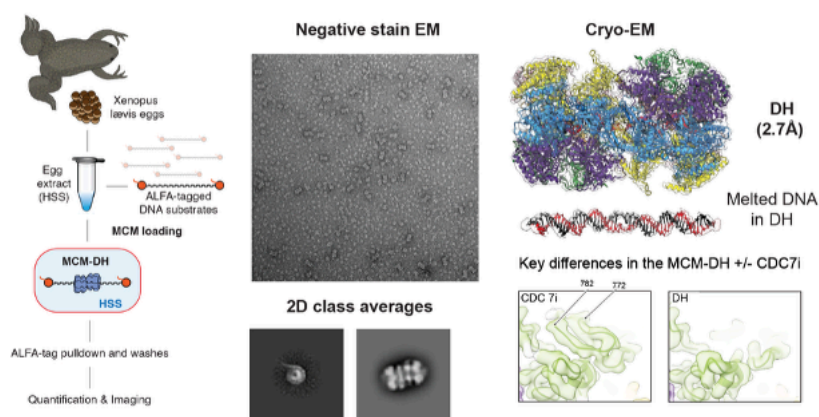 Xenopus
lævis eggs
Egg
extract
(HSS)
ALFA-tagged
DNA substrates
MCM loading
MCM-DH
HSS
ALFA-tag pulldown and washes
Quantification & Imaging
Negative stain EM
2D class averages
Cryo-EM
DH
(2.7Å)
Melted DNA
in DH
Key differences in the MCM-DH +/- CDC7i
CDC 7i
782
772
DH